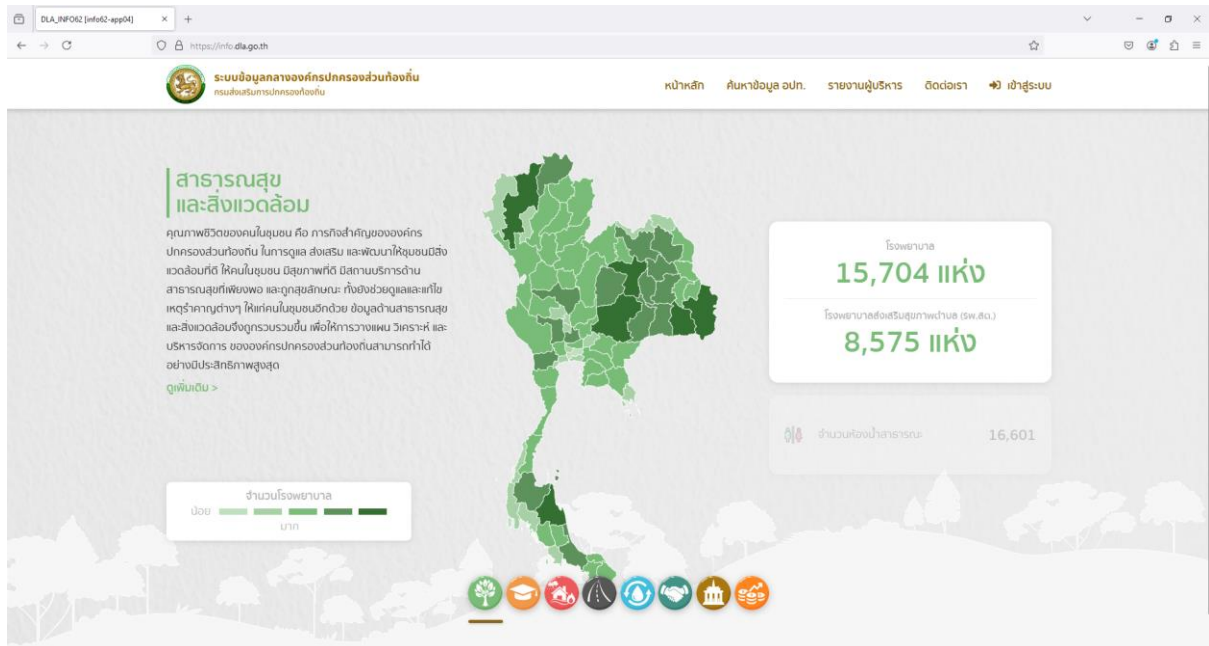 DLA_INFO62 [info62-app04]
https://info.dla.go.th
ระบบข้อมูลกลางองค์กรปกครองส่วนท้องถิ่น
กรมส่งเสริมการปกครองท้องถิ่น
หน้าหลัก ค้นหาข้อมูล อปท. รายงานผู้บริหาร ติดต่อเรา เข้าสู่ระบบ
สาธารณสุข
และสิ่งแวดล้อม
คุณภาพชีวิตของคนในชุมชน คือ ภารกิจสำคัญขององค์กร
ปกครองส่วนท้องถิ่น ในการดูแล ส่งเสริม และพัฒนาให้ชุมชนมีสิ่ง
แวดล้อมที่ดี ให้คนในชุมชน มีสุขภาพที่ดี มีสถานบริการด้าน
สาธารณสุขที่เพียงพอ และถูกสุขลักษณะ ทั้งยังช่วยดูแลและแก้ไข
เหตุรำคาญต่างๆ ให้แก่คนในชุมชนอีกด้วย ข้อมูลด้านสาธารณสุข
และสิ่งแวดล้อมจึงถูกรวบรวมขึ้น เพื่อให้การวางแผน วิเคราะห์ และ
บริหารจัดการ ขององค์กรปกครองส่วนท้องถิ่นสามารถทำได้
อย่างมีประสิทธิภาพสูงสุด
ดูเพิ่มเติม >
โรงพยาบาล
15,704 แห่ง
โรงพยาบาลส่งเสริมสุขภาพตำบล (รพ.สต.)
8,575 แห่ง
จำนวนห้องน้ำสาธารณะ 16,601
จำนวนโรงพยาบาล
น้อย
มาก